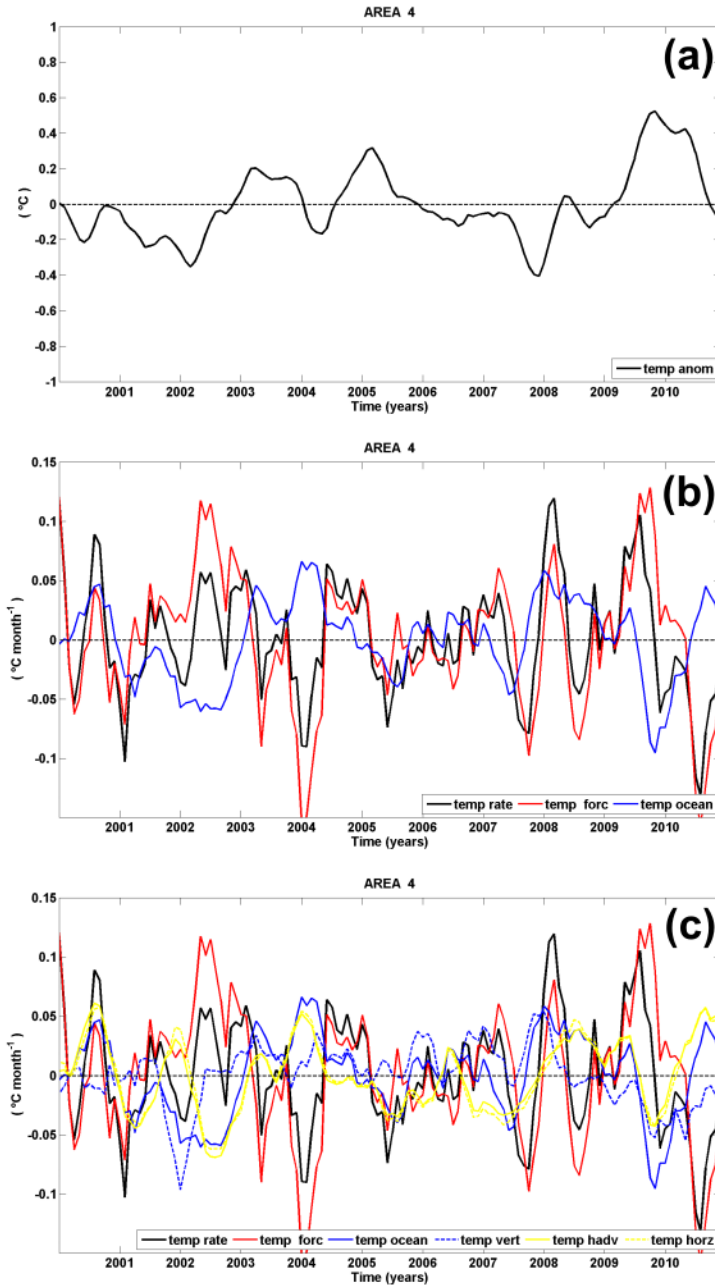 AREA 4
(a)
1
0.8
0.6
0.4
0.2
0
-0.2
-0.4
-0.6
-0.8
-1
( °C )
temp anom
2001 2002 2003 2004 2005 2006 2007 2008 2009 2010
Time (years)
AREA 4
(b)
0.15
0.1
0.05
0
-0.05
-0.1
( °C month⁻¹ )
temp rate temp forc temp ocean
2001 2002 2003 2004 2005 2006 2007 2008 2009 2010
Time (years)
AREA 4
(c)
0.15
0.1
0.05
0
-0.05
-0.1
( °C month⁻¹ )
temp rate temp forc temp ocean temp vert temp hadv temp horz
2001 2002 2003 2004 2005 2006 2007 2008 2009 2010
Time (years)